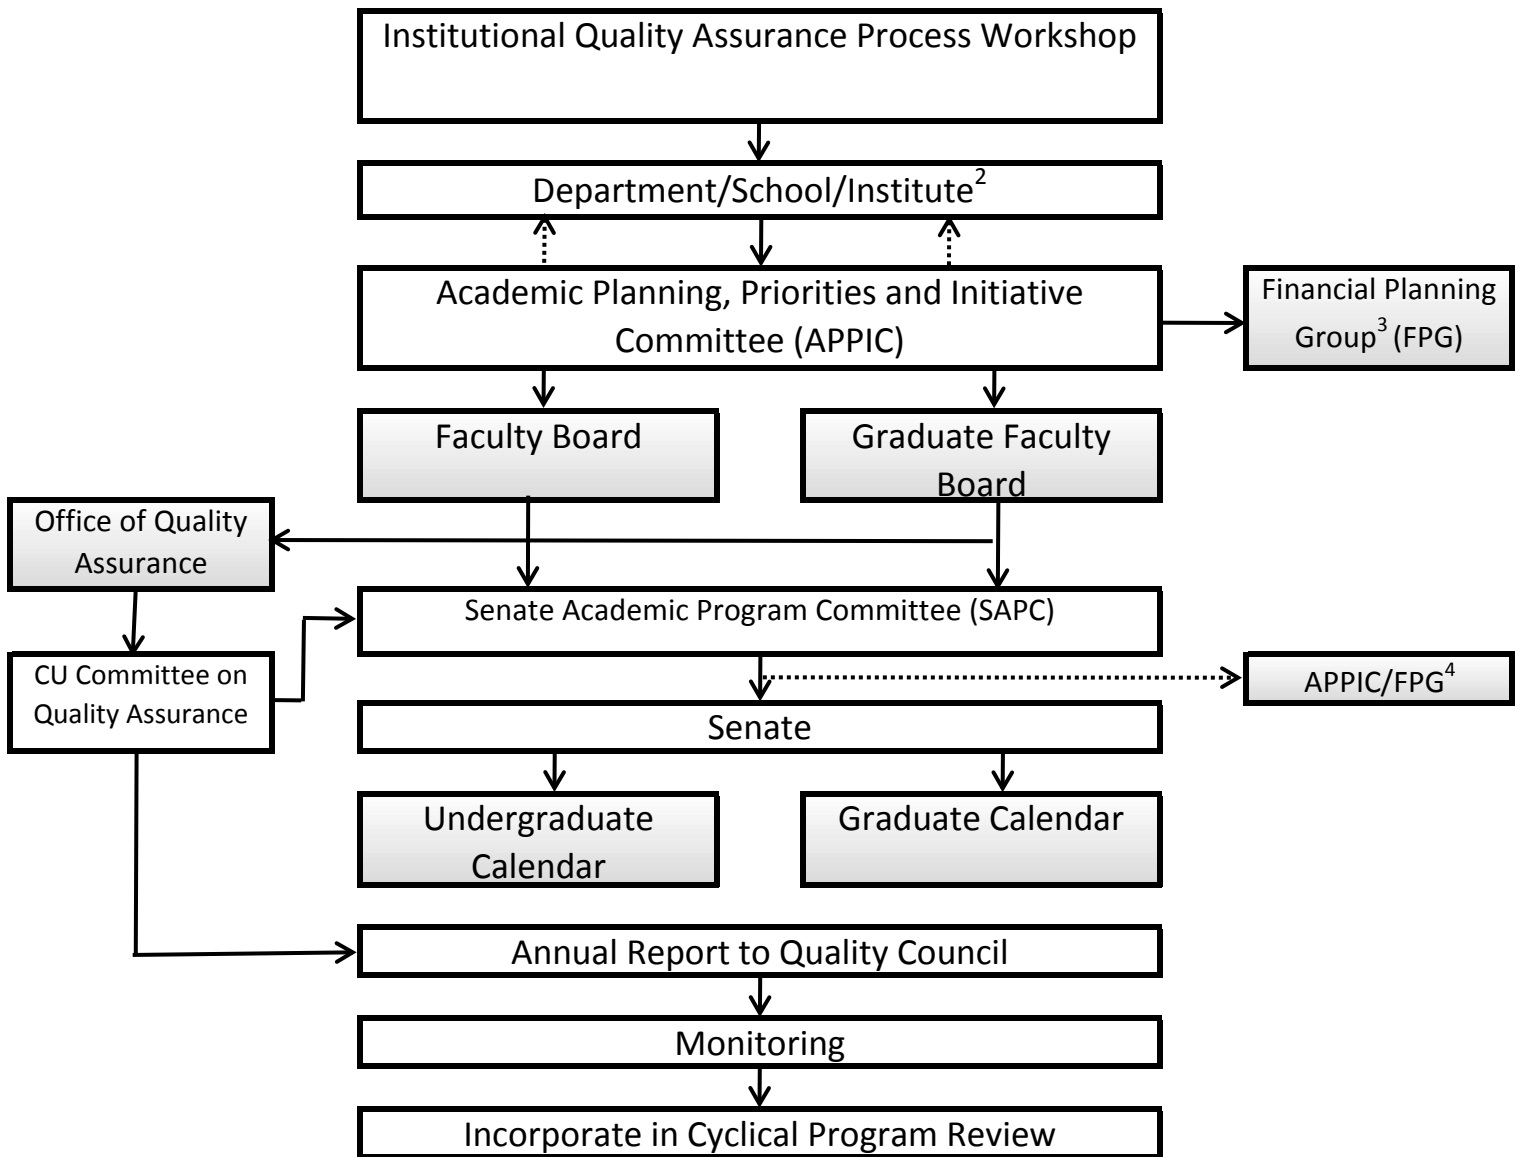 Institutional Quality Assurance Process Workshop
Department/School/Institute²
Academic Planning, Priorities and Initiative
Committee (APPIC)
Financial Planning
Group³ (FPG)
Faculty Board
Graduate Faculty
Board
Office of Quality
Assurance
Senate Academic Program Committee (SAPC)
CU Committee on
Quality Assurance
APPIC/FPG⁴
Senate
Undergraduate
Calendar
Graduate Calendar
Annual Report to Quality Council
Monitoring
Incorporate in Cyclical Program Review